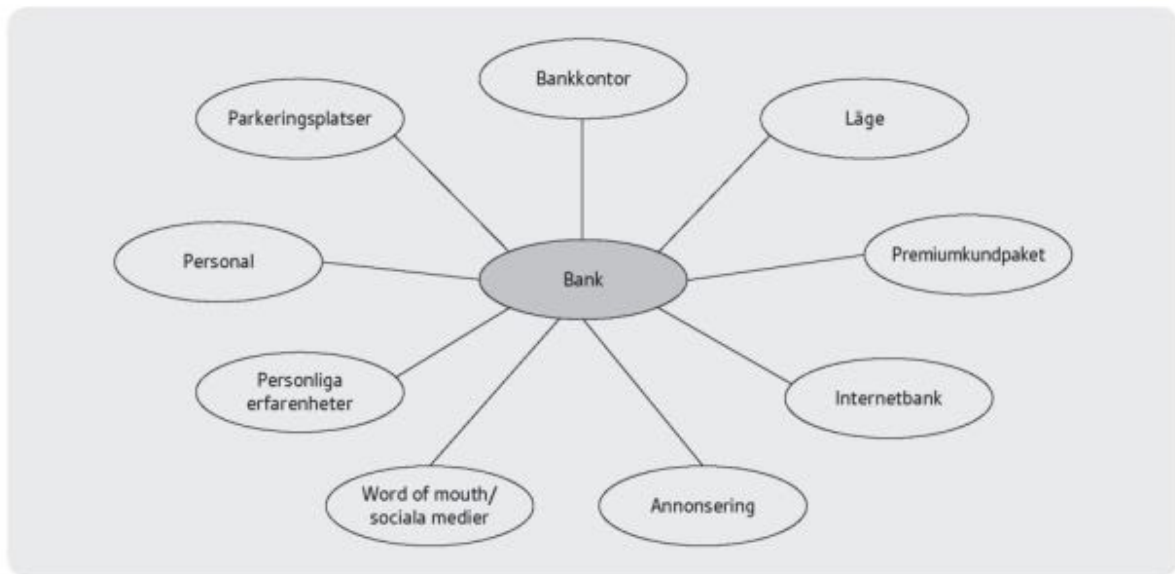 Bankkontor
Parkeringsplatser
Läge
Personal
Premiumkundpaket
Bank
Personliga
erfarenheter
Internetbank
Word of mouth/
sociala medier
Annonsering